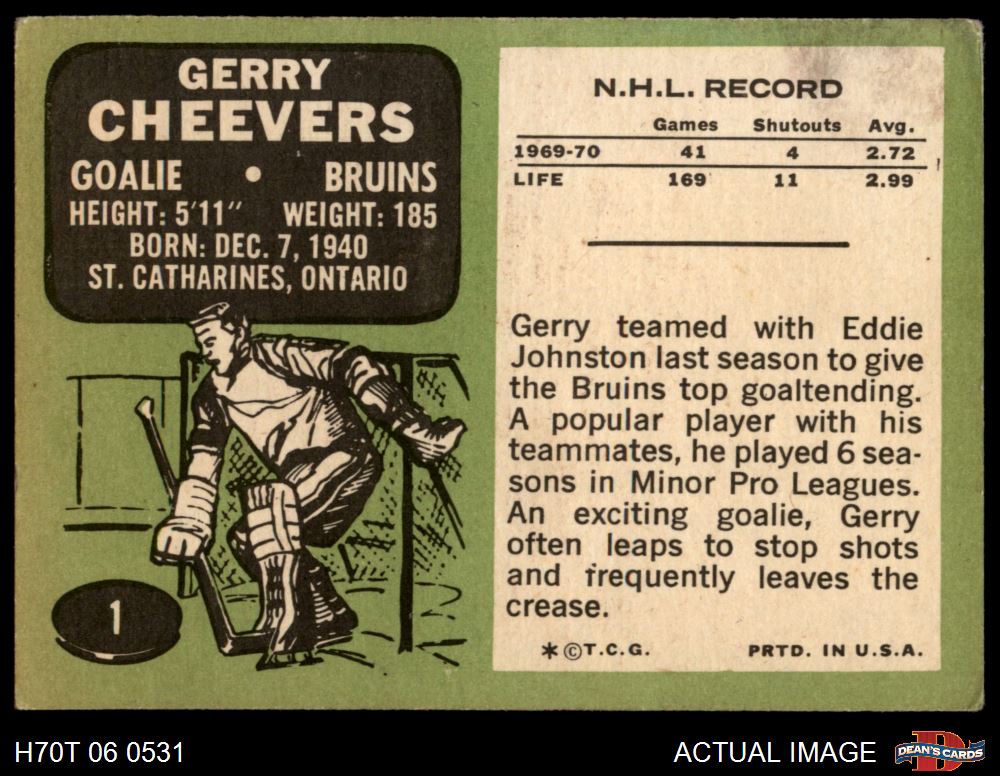 GERRY
CHEEVERS
GOALIE • BRUINS
HEIGHT: 5'11" WEIGHT: 185
BORN: DEC. 7, 1940
ST. CATHARINES, ONTARIO
1
N.H.L. RECORD
Games Shutouts Avg.
1969-70 41 4 2.72
LIFE 169 11 2.99
Gerry teamed with Eddie
Johnston last season to give
the Bruins top goaltending.
A popular player with his
teammates, he played 6 sea-
sons in Minor Pro Leagues.
An exciting goalie, Gerry
often leaps to stop shots
and frequently leaves the
crease.
*©T.C.G. PRTD. IN U.S.A.
H70T 06 0531
ACTUAL IMAGE
D
DEAN'S CARDS